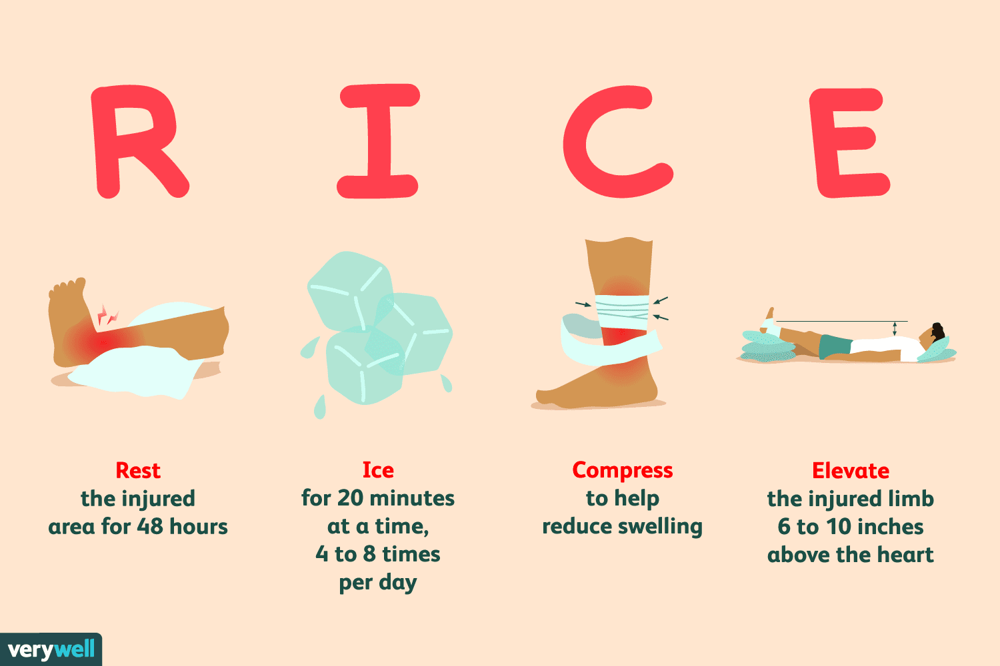 R I C E
Rest
the injured
area for 48 hours
Ice
for 20 minutes
at a time,
4 to 8 times
per day
Compress
to help
reduce swelling
Elevate
the injured limb
6 to 10 inches
above the heart
verywell